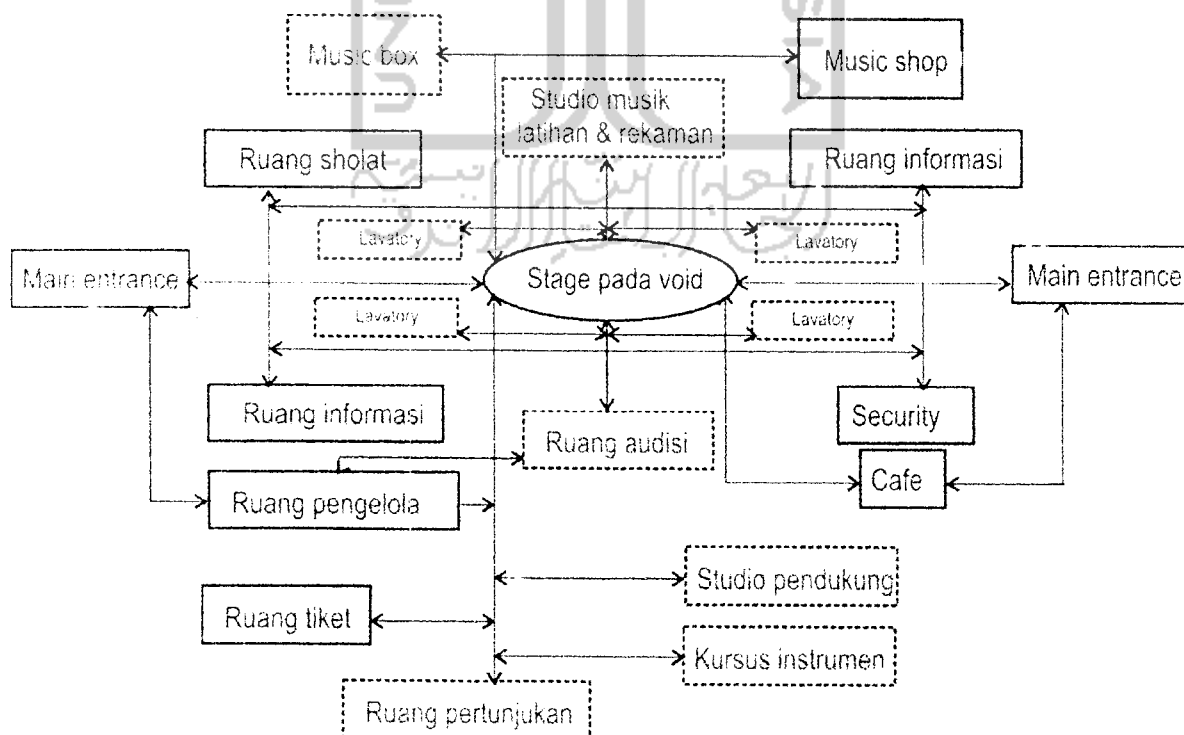 Music box
Music shop
Studio musik
latihan & rekaman
Ruang sholat
Ruang informasi
Lavatory
Lavatory
Main entrance
Stage pada void
Main entrance
Lavatory
Lavatory
Ruang informasi
Security
Ruang audisi
Cafe
Ruang pengelola
Studio pendukung
Ruang tiket
Kursus instrumen
Ruang pertunjukan